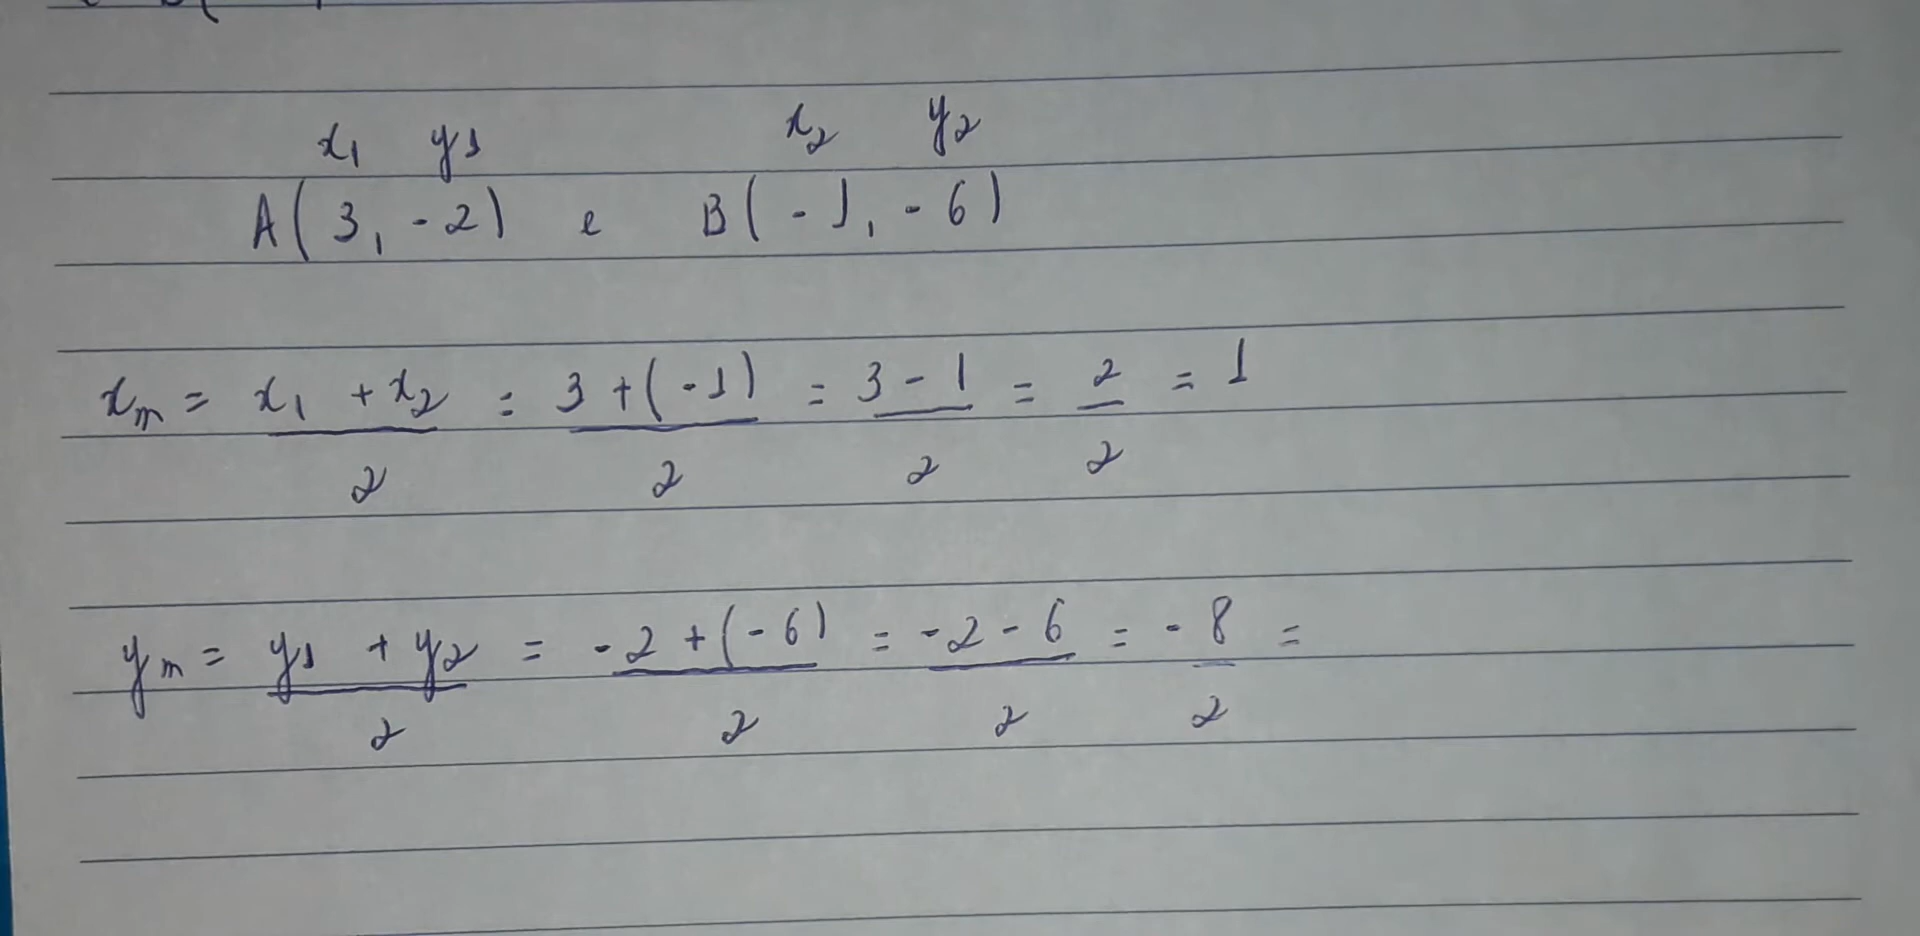 x₁ y₁ x₂ y₂
A(3, -2) e B(-1, -6)
xₘ = x₁ + x₂ = 3 + (-1) = 3 - 1 = 2 = 1
2 2 2 2
yₘ = y₁ + y₂ = -2 + (-6) = -2 - 6 = -8 =
2 2 2 2